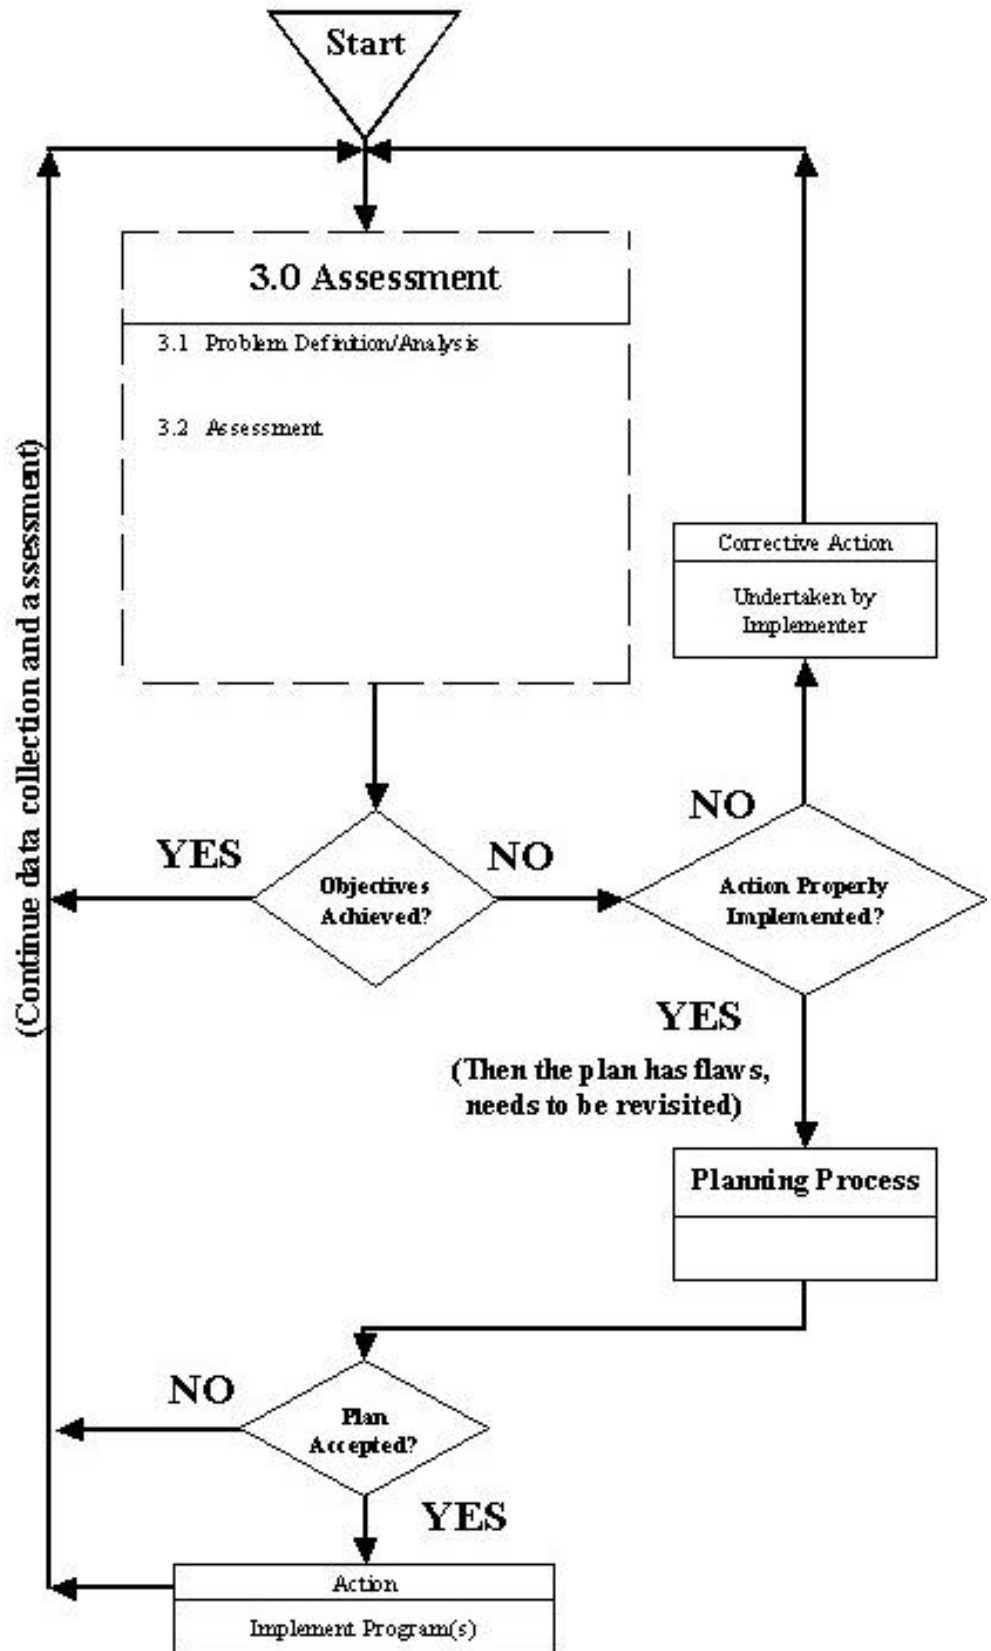 Start
3.0 Assessment
3.1 Problem Definition/Analysis
3.2 Assessment
(Continue data collection and assessment)
Corrective Action
Undertaken by
Implementer
YES
Objectives
Achieved?
NO
NO
Action Properly
Implemented?
YES
(Then the plan has flaws,
needs to be revisited)
Planning Process
NO
Plan
Accepted?
YES
Action
Implement Program(s)